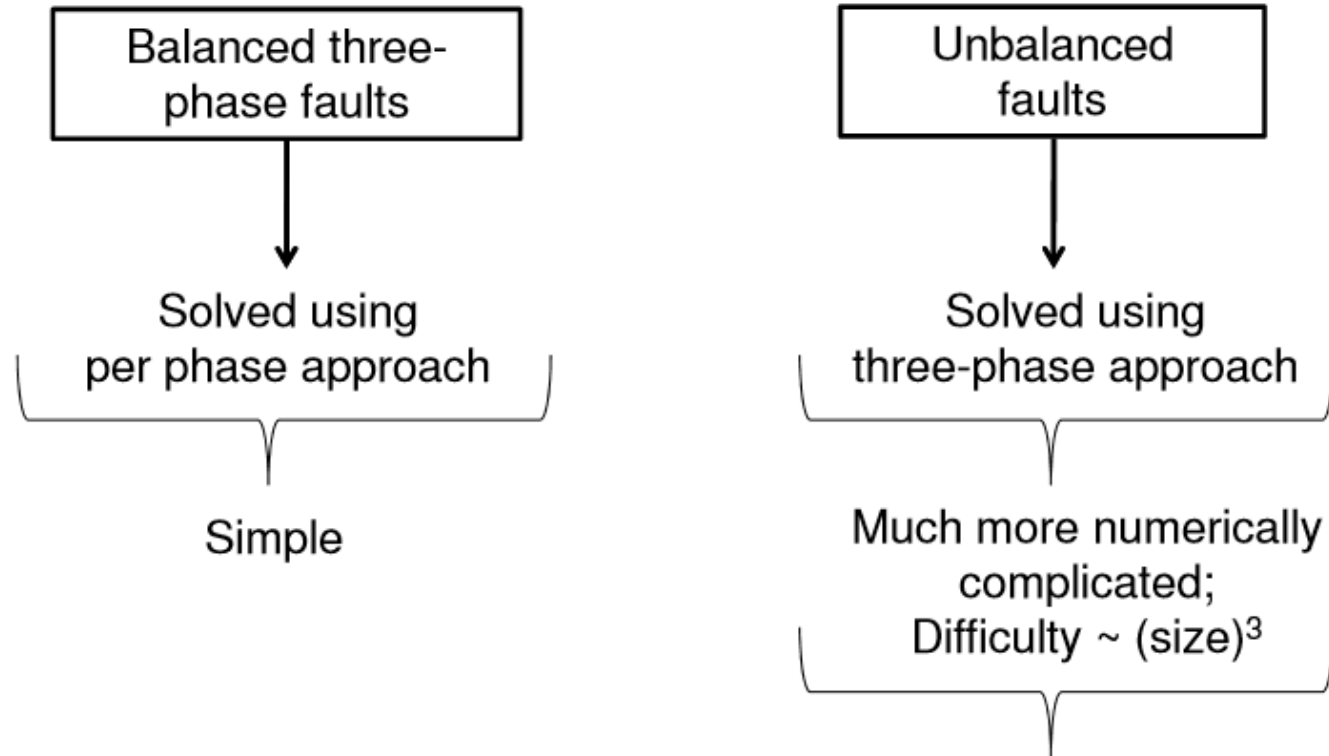 Balanced three-
phase faults
Solved using
per phase approach
Simple
Unbalanced
faults
Solved using
three-phase approach
Much more numerically
complicated;
Difficulty ~ (size)³